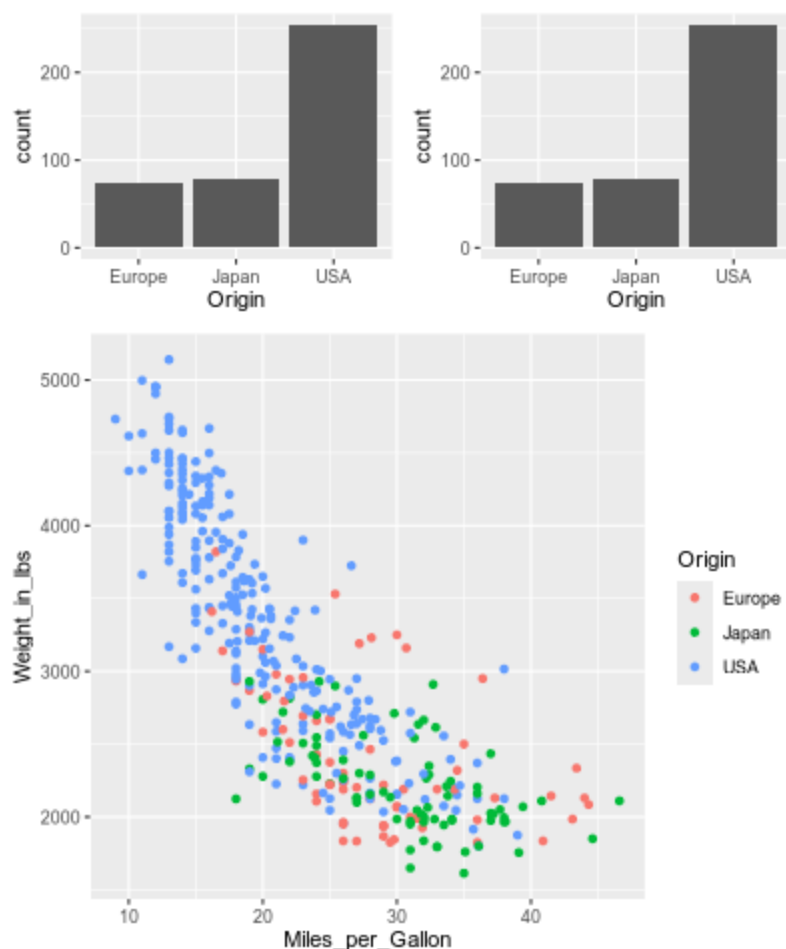 count
200
100
0
Europe Japan USA
Origin
count
200
100
0
Europe Japan USA
Origin
Weight_in_lbs
5000
4000
3000
2000
10 20 30 40
Miles_per_Gallon
Origin
Europe
Japan
USA